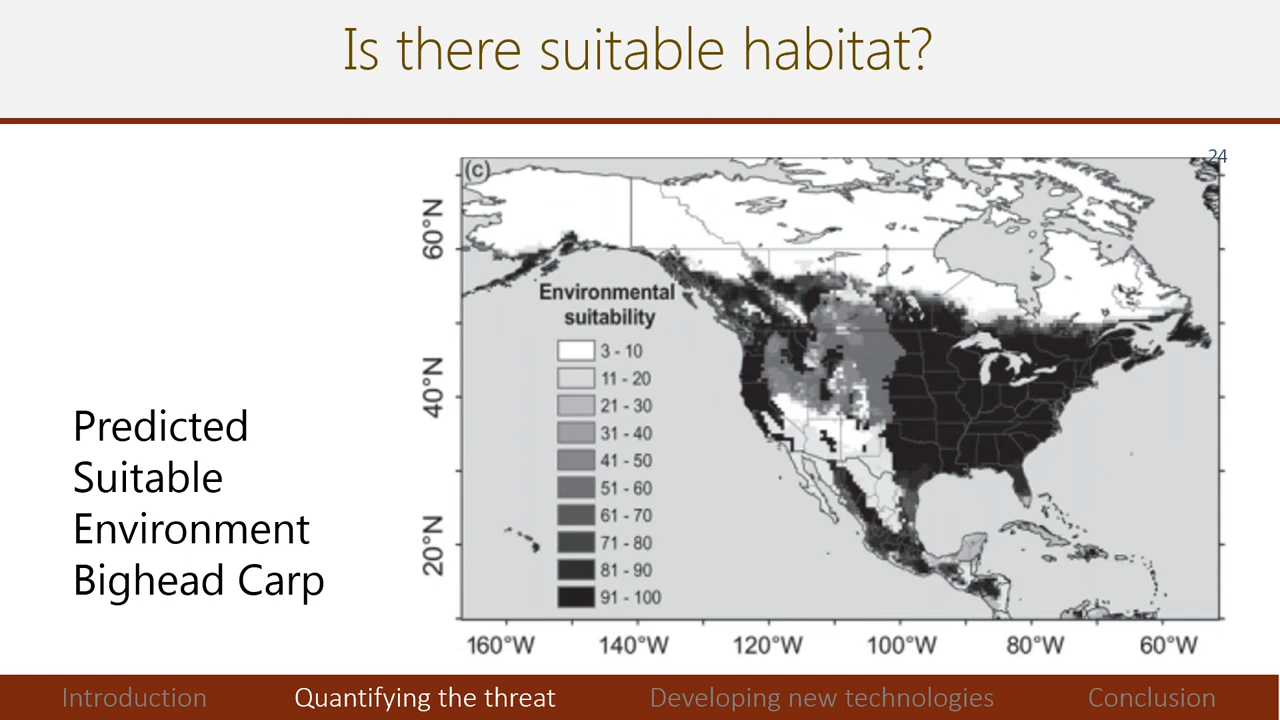 Is there suitable habitat?
24
(c)
60°N
40°N
20°N
Environmental
suitability
3 - 10
11 - 20
21 - 30
31 - 40
41 - 50
51 - 60
61 - 70
71 - 80
81 - 90
91 - 100
160°W 140°W 120°W 100°W 80°W 60°W
Predicted
Suitable
Environment
Bighead Carp
Introduction Quantifying the threat Developing new technologies Conclusion